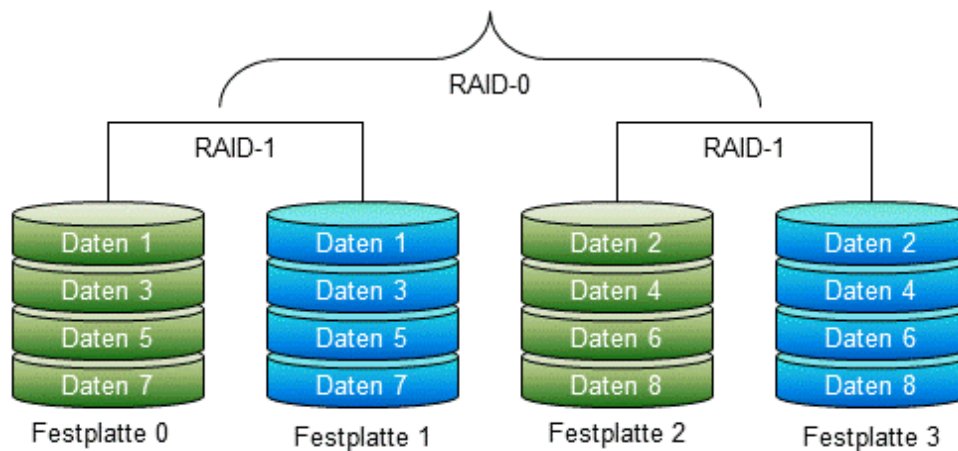 RAID-0
RAID-1 RAID-1
Daten 1 Daten 1 Daten 2 Daten 2
Daten 3 Daten 3 Daten 4 Daten 4
Daten 5 Daten 5 Daten 6 Daten 6
Daten 7 Daten 7 Daten 8 Daten 8
Festplatte 0 Festplatte 1 Festplatte 2 Festplatte 3